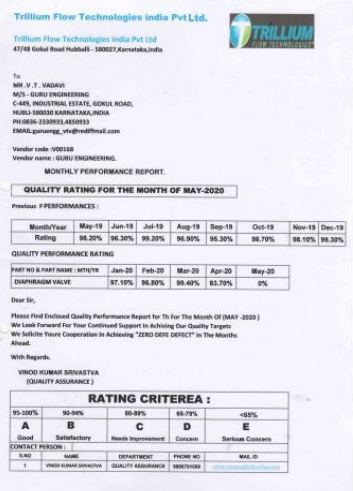 Trillium Flow Technologies india Pvt Ltd.
TRILLIUM
FLOW TECHNOLOGIES
Trillium Flow Technologies india Pvt Ltd
47/48 Gokul Road Hubballi - 580027,Karnataka,india
To
MR .V .T . VADAVI
M/S - GURU ENGINEERING
C-449, INDUSTRIAL ESTATE, GOKUL ROAD,
HUBLI-580030 KARNATAKA,INDIA
PH:0836-2330933,4850933
EMAIL:guruengg_vtv@rediffmail.com
Vendor code :V00168
Vendor name : GURU ENGINEERING.
MONTHLY PERFORMANCE REPORT.
QUALITY RATING FOR THE MONTH OF MAY-2020
Previous P PERFORMANCES :
Month/Year May-19 Jun-19 Jul-19 Aug-19 Sep-19 Oct-19 Nov-19 Dec-19
Rating 98.20% 96.30% 99.20% 96.90% 95.30% 98.70% 98.10% 99.30%
QUALITY PERFORMANCE RATING
PART NO & PART NAME : MTH/YR Jan-20 Feb-20 Mar-20 Apr-20 May-20
DIAPHRAGM VALVE 97.10% 96.80% 99.40% 83.70% 0%
Dear Sir,
Please Find Enclosed Quality Performance Report for Th For The Month Of (MAY -2020 )
We Look Forward For Your Continued Support In Achiving Our Quality Targets
We Solicite Youre Cooperation In Achieving "ZERO DEFE DEFECT" In The Months
Ahead.
With Regards.
VINOD KUMAR SRIVASTVA
(QUALITY ASSURANCE )
RATING CRITEREA :
95-100% 90-94% 80-89% 65-79% <65%
A B C D E
Good Satisfactory Needs Improvement Concern Serious Concern
CONTACT PERSON :
S.NO NAME DEPARTMENT PHONE NO MAIL ID
1 VINOD KUMAR SRIVASTVA QUALITY ASSURANCE